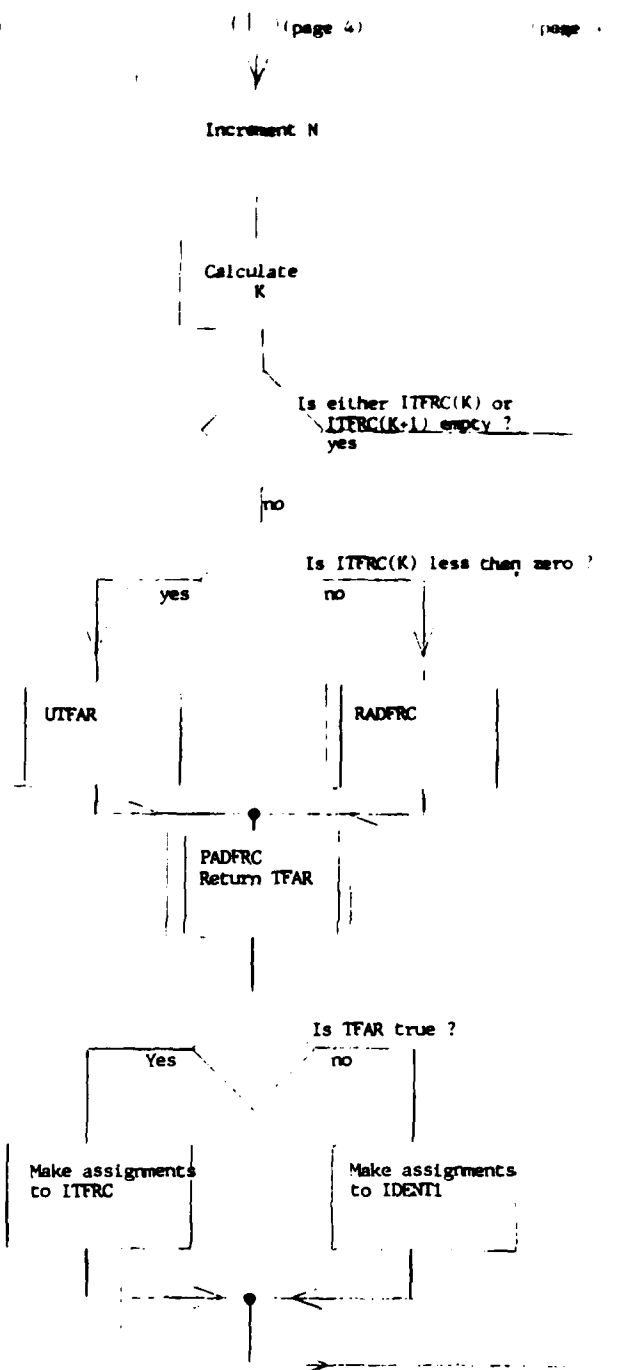 (page 4)
Increment N
Calculate
K
Is either ITFRC(K) or
ITFRC(K+1) empty ?
yes
no
Is ITFRC(K) less than zero ?
yes
no
UTFAR
RADFRC
PADFRC
Return TFAR
Is TFAR true ?
Yes
no
Make assignments
to ITFRC
Make assignments
to IDENT1